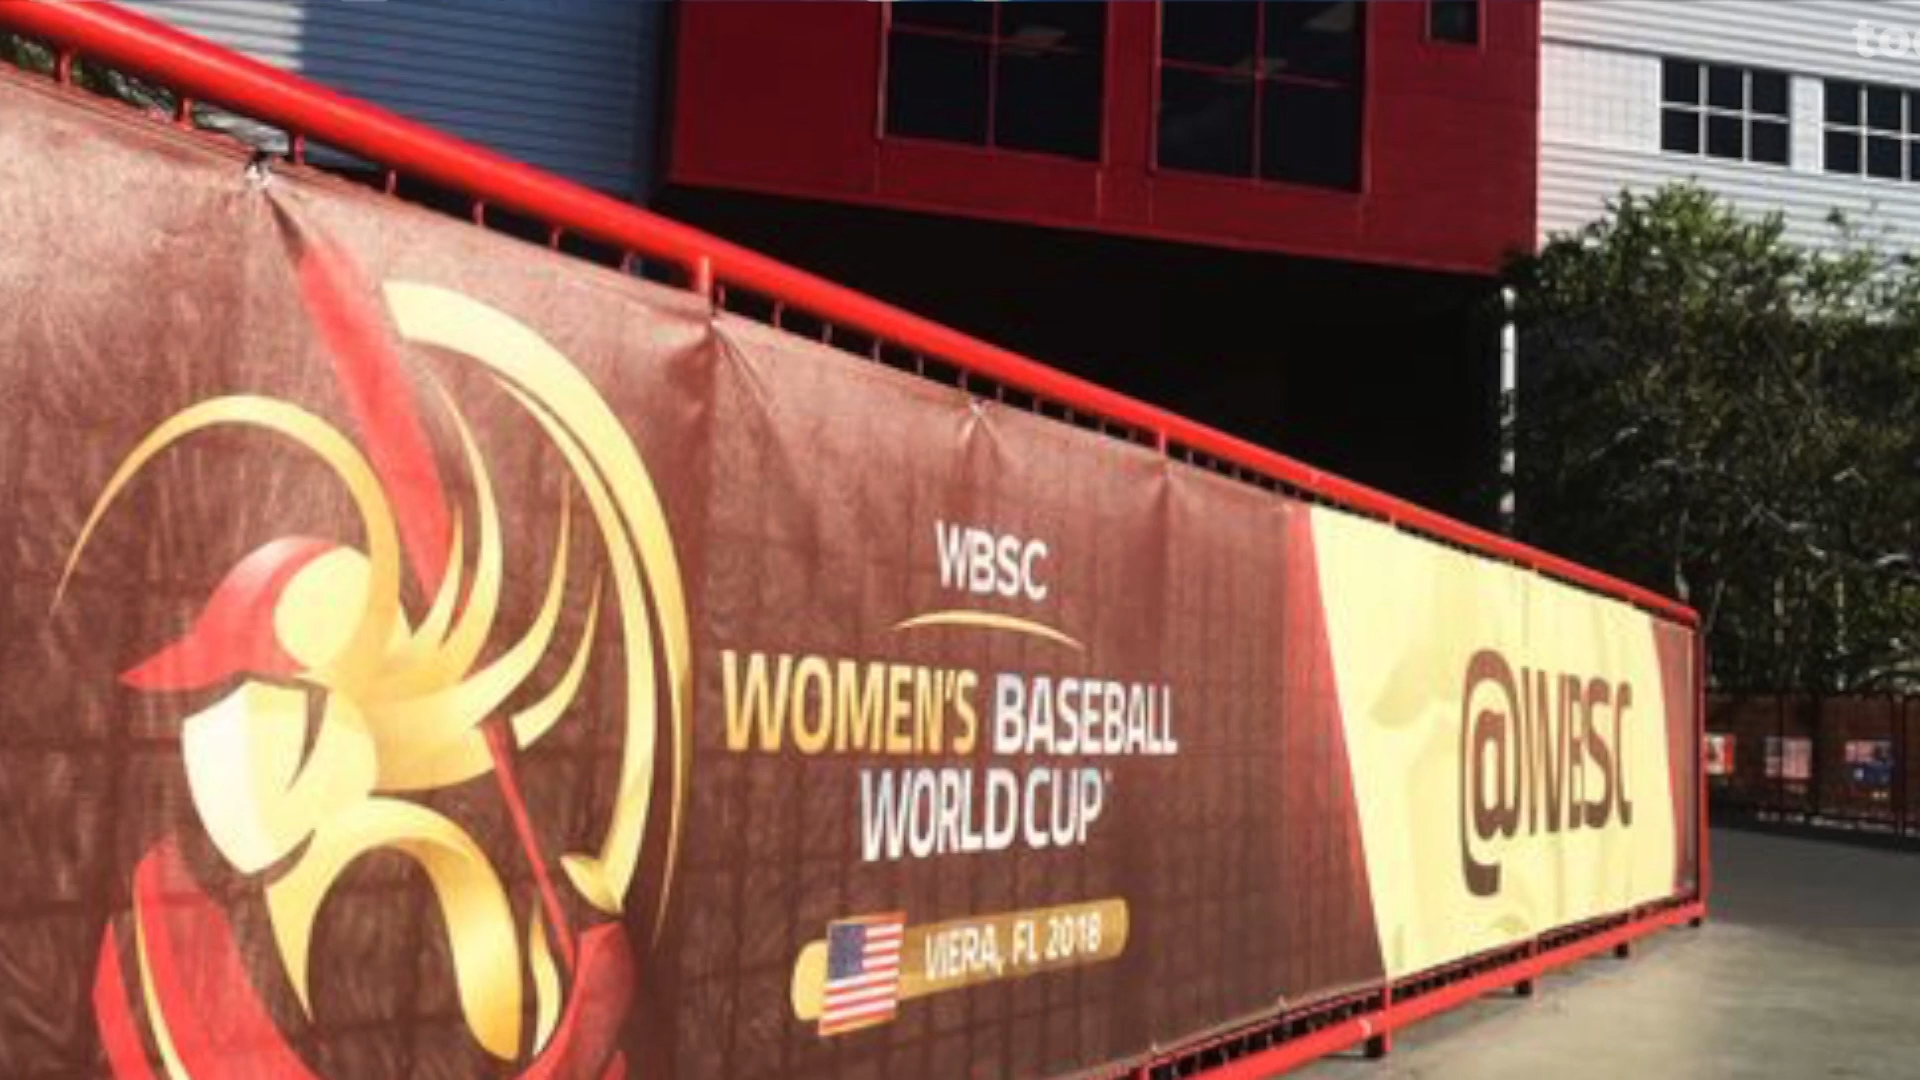 WBSC
WOMEN'S BASEBALL
WORLD CUP
VIERA, FL 2018
@WBSC